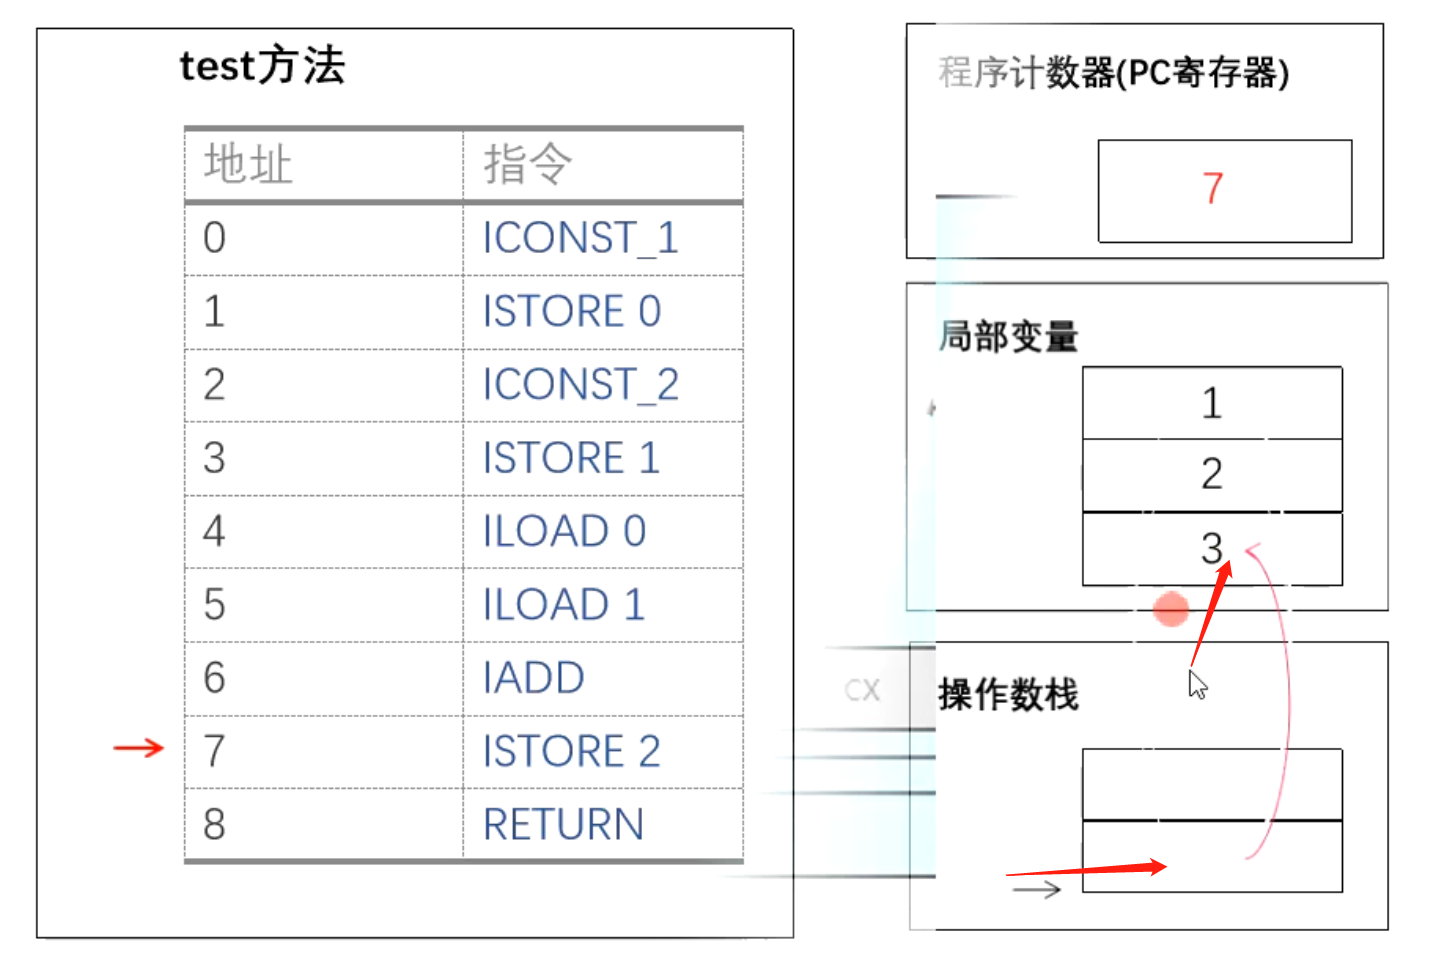 test方法
地址 指令
0 ICONST_1
1 ISTORE 0
2 ICONST_2
3 ISTORE 1
4 ILOAD 0
5 ILOAD 1
6 IADD
7 ISTORE 2
8 RETURN
程序计数器(PC寄存器)
7
局部变量
1
2
3
CX
操作数栈